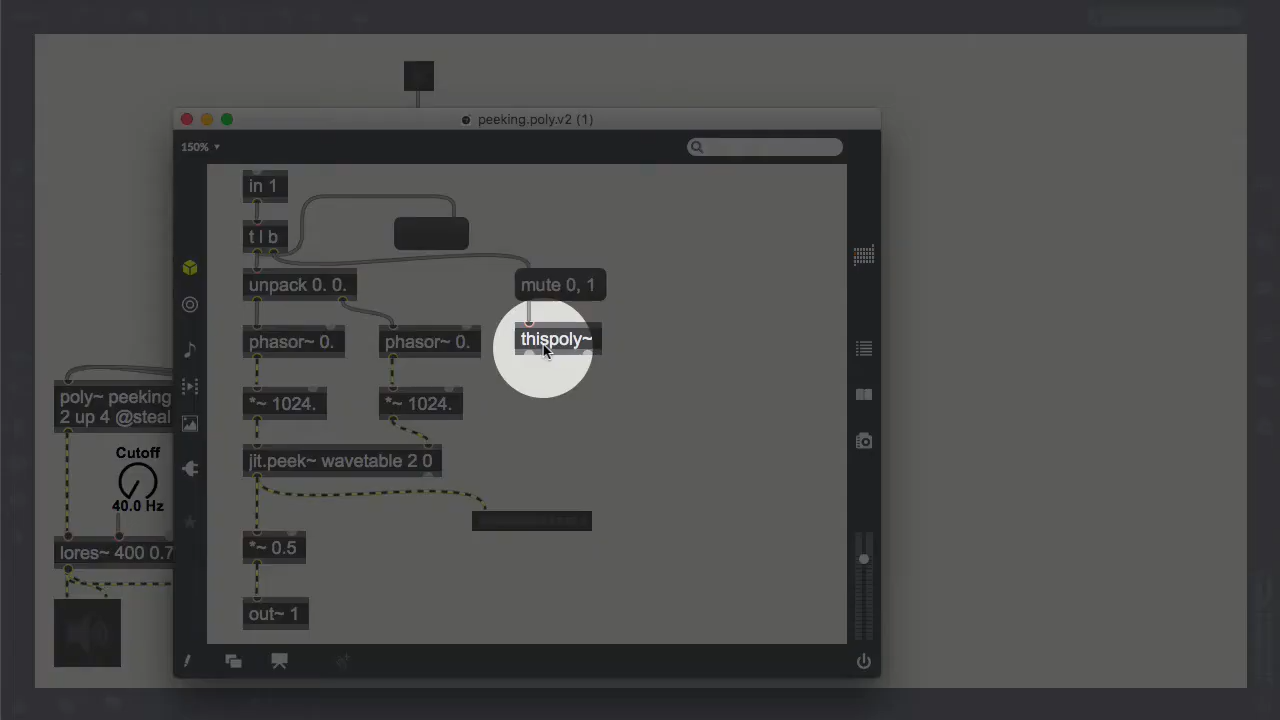 peeking.poly.v2 (1)
150%
in 1
t l b
unpack 0. 0.
mute 0, 1
phasor~ 0.
phasor~ 0.
thispoly~
*~ 1024.
*~ 1024.
poly~ peeking
2 up 4 @steal
Cutoff
jit.peek~ wavetable 2 0
40.0 Hz
lores~ 400 0.7
*~ 0.5
out~ 1